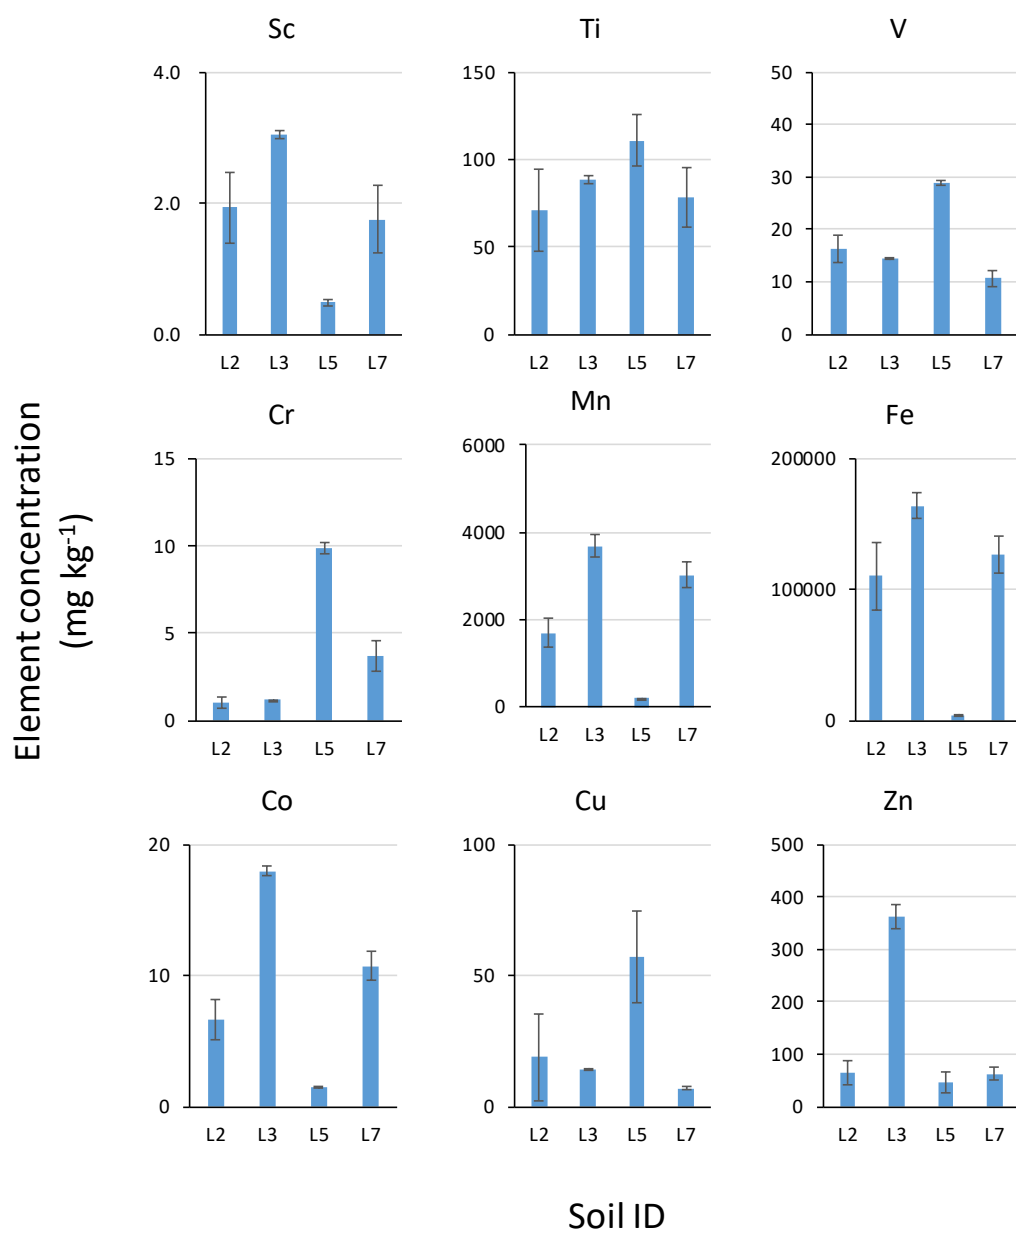 Sc
4.0
2.0
0.0
L2 L3 L5 L7
Ti
150
100
50
0
L2 L3 L5 L7
V
50
40
30
20
10
0
L2 L3 L5 L7
Element concentration
(mg kg⁻¹)
Cr
15
10
5
0
L2 L3 L5 L7
Mn
6000
4000
2000
0
L2 L3 L5 L7
Fe
200000
100000
0
L2 L3 L5 L7
Co
20
10
0
L2 L3 L5 L7
Cu
100
50
0
L2 L3 L5 L7
Zn
500
400
300
200
100
0
L2 L3 L5 L7
Soil ID